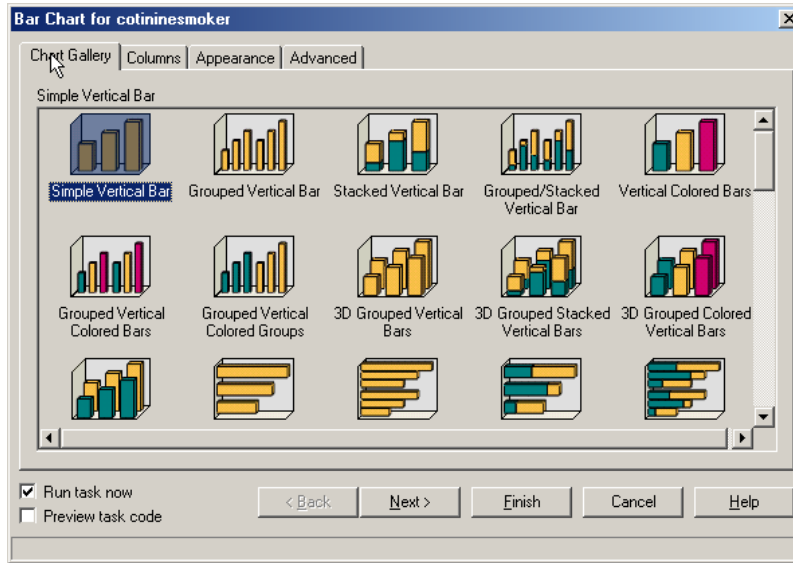 Bar Chart for cotininesmoker
Chart Gallery Columns Appearance Advanced
Simple Vertical Bar
Simple Vertical Bar Grouped Vertical Bar Stacked Vertical Bar Grouped/Stacked Vertical Colored Bars
Vertical Bar
Grouped Vertical Grouped Vertical 3D Grouped Vertical 3D Grouped Stacked 3D Grouped Colored
Colored Bars Colored Groups Bars Vertical Bars Vertical Bars
Run task now
< Back Next > Finish Cancel Help
Preview task code